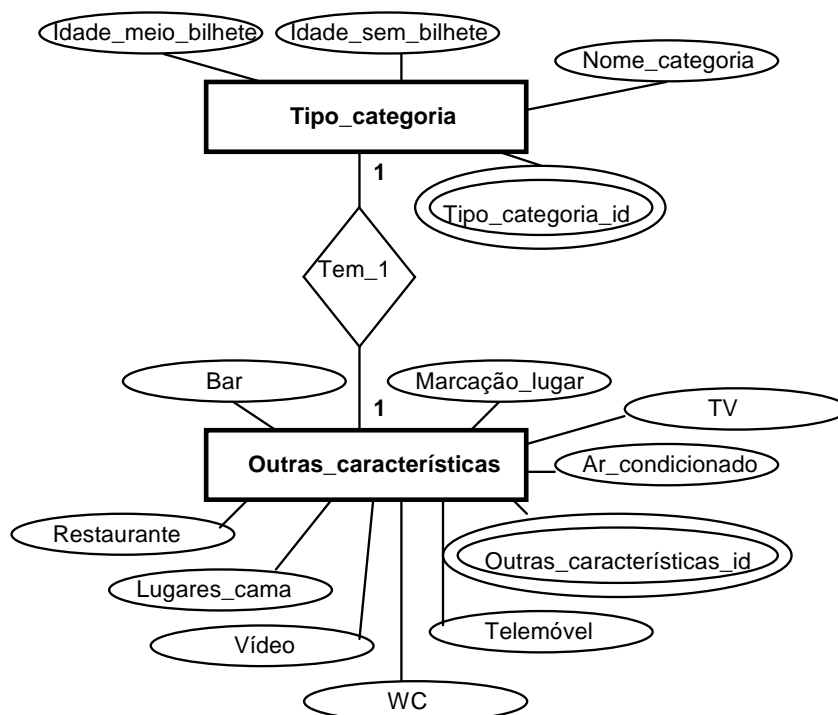 Idade_meio_bilhete
Idade_sem_bilhete
Nome_categoria
Tipo_categoria
1
Tipo_categoria_id
Tem_1
Bar
Marcação_lugar
1
TV
Outras_características
Ar_condicionado
Restaurante
Outras_características_id
Lugares_cama
Telemóvel
Vídeo
WC